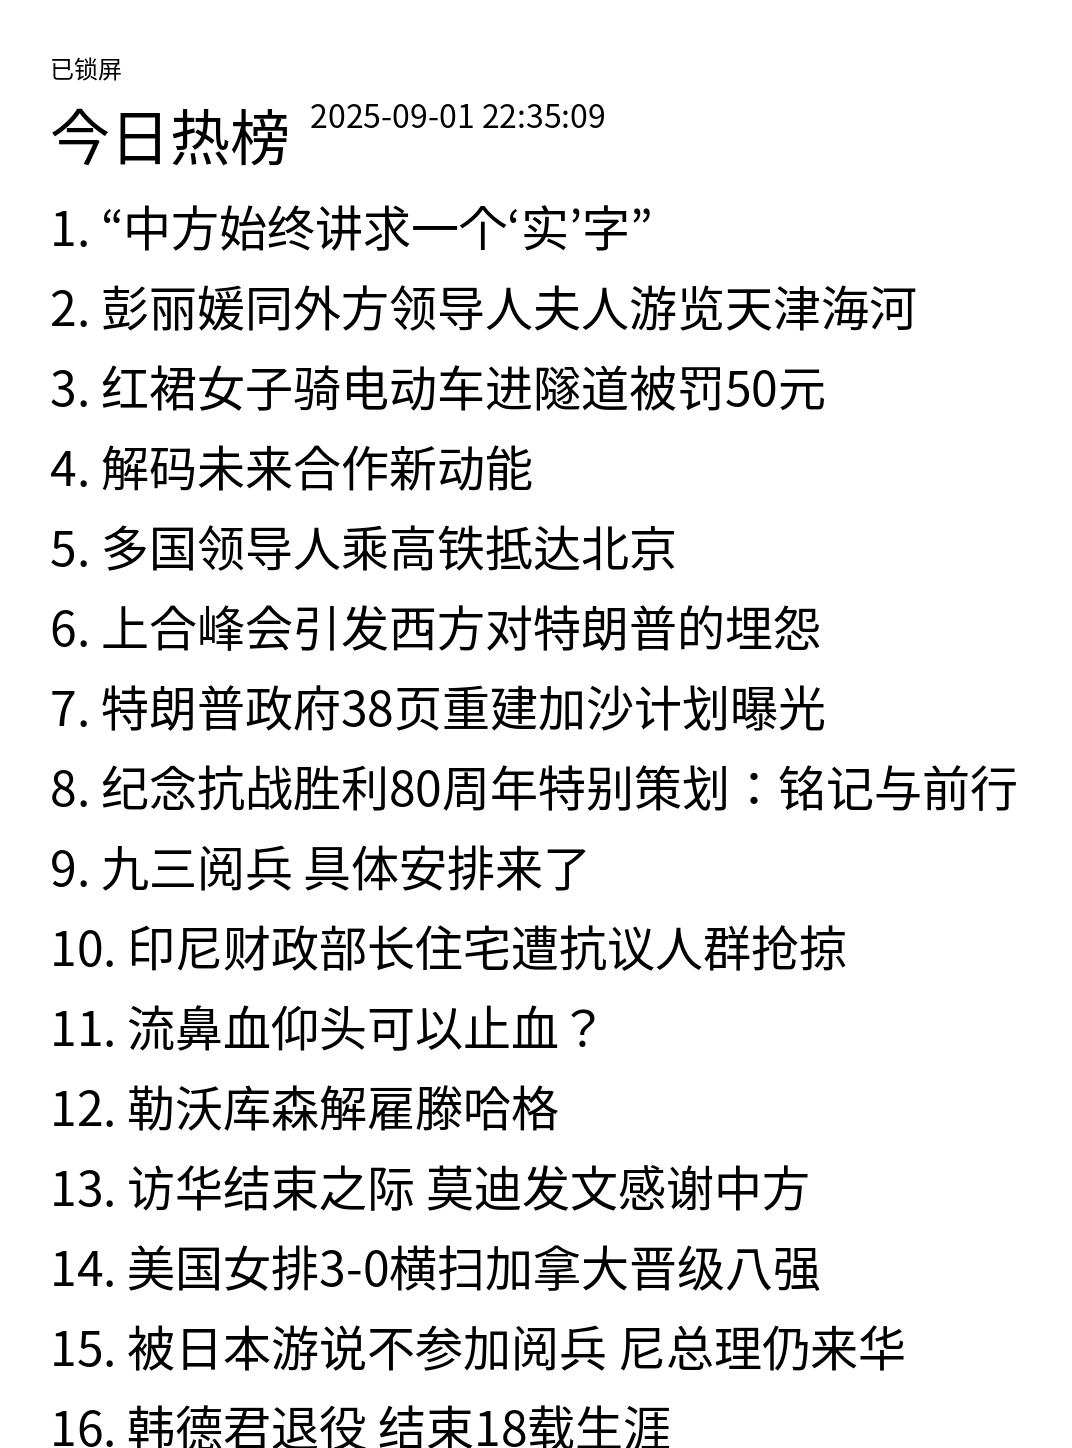 已锁屏
今日热榜 2025-09-01 22:35:09
1. “中方始终讲求一个‘实’字”
2. 彭丽媛同外方领导人夫人游览天津海河
3. 红裙女子骑电动车进隧道被罚50元
4. 解码未来合作新动能
5. 多国领导人乘高铁抵达北京
6. 上合峰会引发西方对特朗普的埋怨
7. 特朗普政府38页重建加沙计划曝光
8. 纪念抗战胜利80周年特别策划：铭记与前行
9. 九三阅兵 具体安排来了
10. 印尼财政部长住宅遭抗议人群抢掠
11. 流鼻血仰头可以止血？
12. 勒沃库森解雇滕哈格
13. 访华结束之际 莫迪发文感谢中方
14. 美国女排3-0横扫加拿大晋级八强
15. 被日本游说不参加阅兵 尼总理仍来华
16. 韩德君退役 结束18载生涯